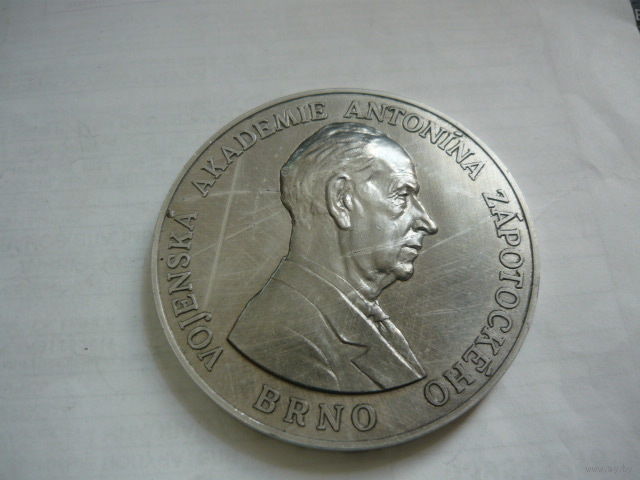 VOJENSKÁ AKADEMIE ANTONÍNA ZÁPOTOCKÉHO
BRNO